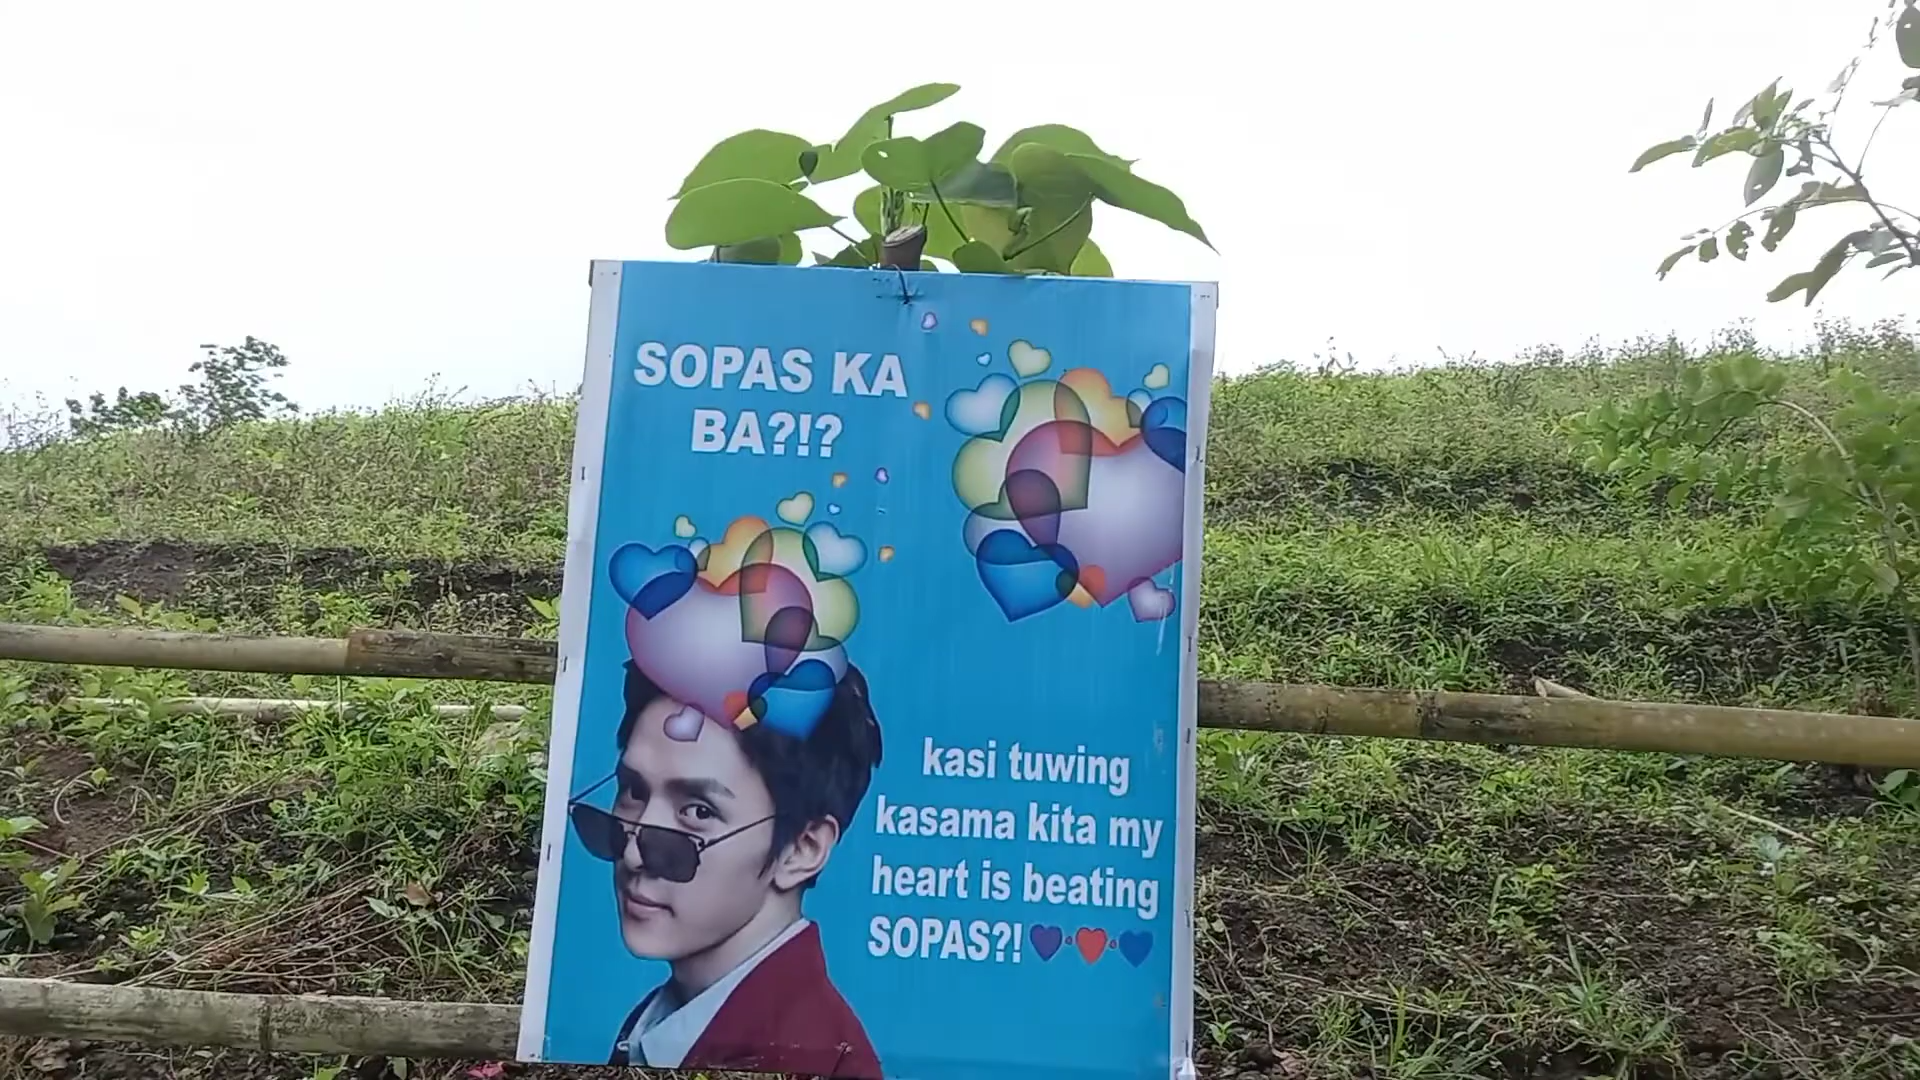 SOPAS KA
BA?!?
kasi tuwing
kasama kita my
heart is beating
SOPAS?!